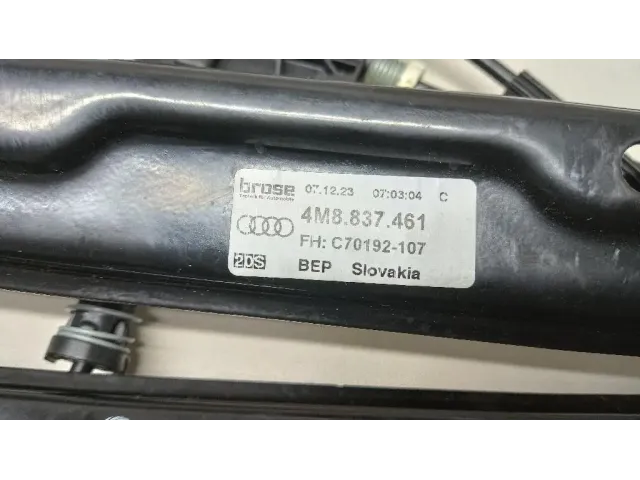 brose 07.12.23 07:03:04 C
4M8.837.461
FH: C70192-107
2DS BEP Slovakia